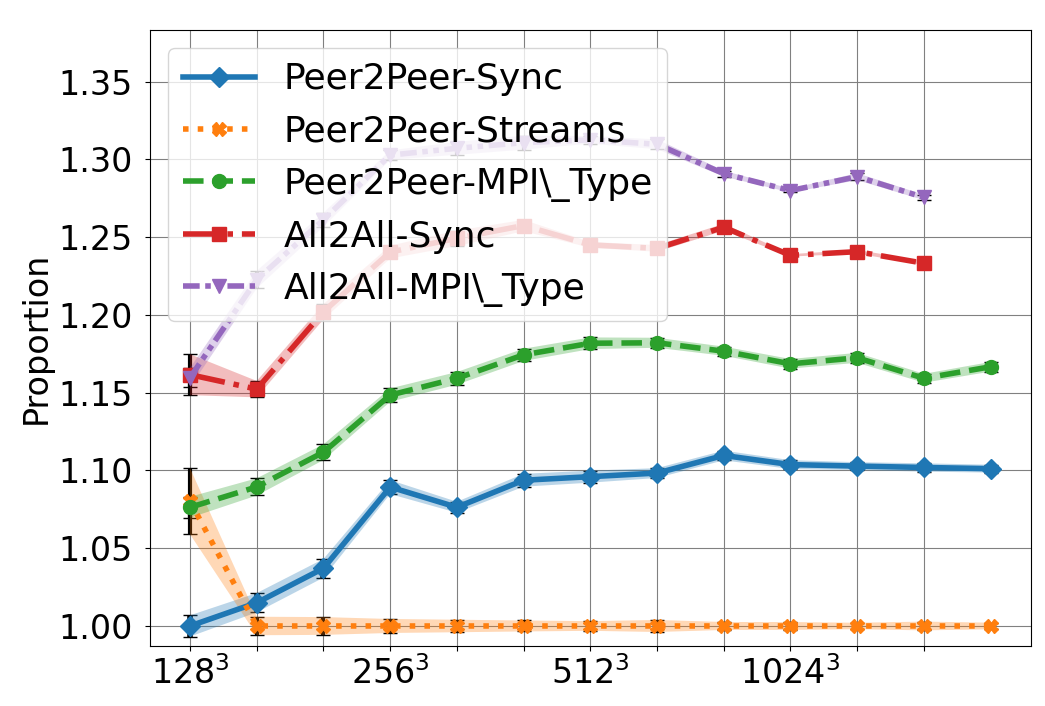 Proportion
1.35
1.30
1.25
1.20
1.15
1.10
1.05
1.00
Peer2Peer-Sync
Peer2Peer-Streams
Peer2Peer-MPI\_Type
All2All-Sync
All2All-MPI\_Type
128³ 256³ 512³ 1024³